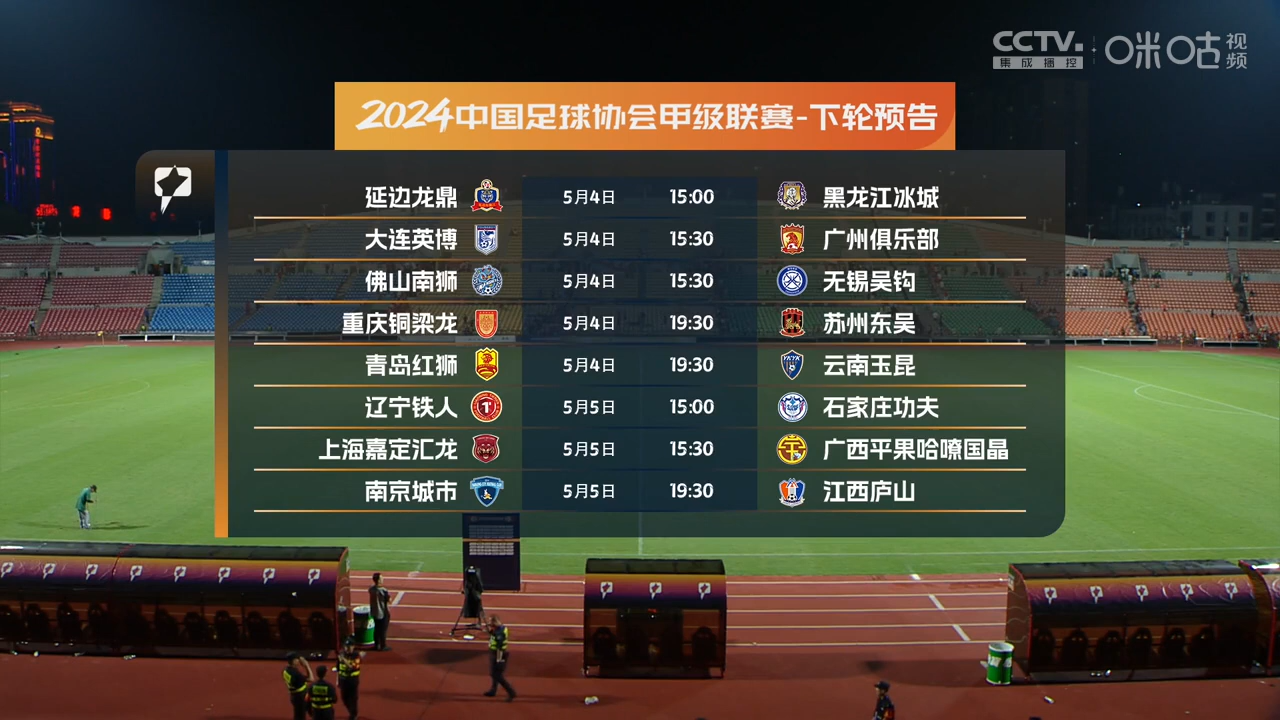 CCTV.
集成播控
咪咕视频
2024中国足球协会甲级联赛-下轮预告
延边龙鼎 5月4日 15:00 黑龙江冰城
大连英博 5月4日 15:30 广州俱乐部
佛山南狮 5月4日 15:30 无锡吴钩
重庆铜梁龙 5月4日 19:30 苏州东吴
青岛红狮 5月4日 19:30 云南玉昆
辽宁铁人 5月5日 15:00 石家庄功夫
上海嘉定汇龙 5月5日 15:30 广西平果哈嘹国晶
南京城市 5月5日 19:30 江西庐山